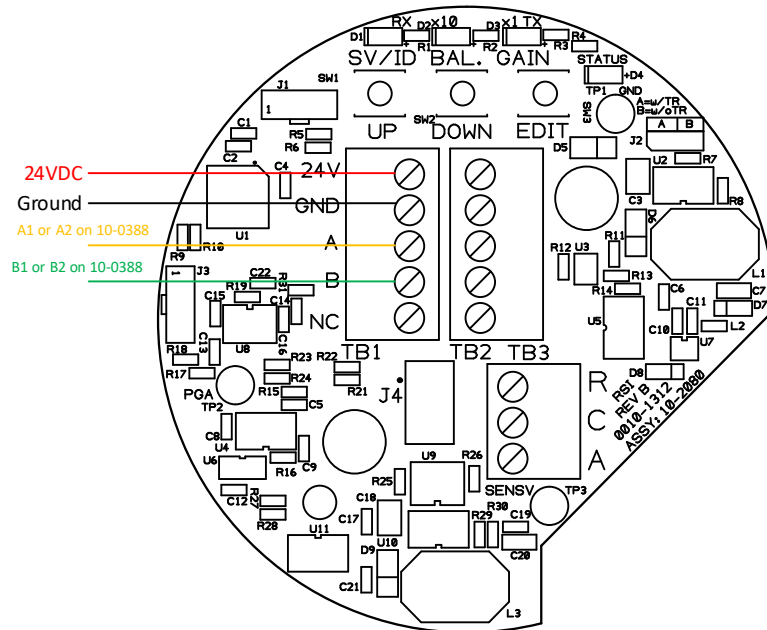 RX D2 x10 D3 x1 TX
D1 R1 R2 R3 R4
SV/ID BAL. GAIN
STATUS
+D4
TP1 GND
J1 SW1
1
SW2
SW3
A=w/TR
B=w/oTR
A B
J2
UP DOWN EDIT
C1
C2
R5
R6
D5
U2 R7
24VDC
24V
C4
C3
R8
Ground
GND
U1
D6
A1 or A2 on 10-0388
A
R9 R10
R11
R12 U3
L1
B1 or B2 on 10-0388
B
J3
1
C22
R19
R31
C14
C15
R13
R14
C6
C7
D7
NC
U8
C16
U5
C10 C11
L2
U7
R18
C13
R17
TB1 TB2 TB3
R23
R22
R24
R21
R15
C5
PGA
TP2
J4
R
C
A
D8
RSI
REV B
0010-1312
ASSY: 10-2080
C8
U4
U6
R16
C9
U9
R26
R25
SENSV
TP3
C12
R27
R28
C18
C17
U10
R29
R30
C19
C20
U11
D9
C21
L3